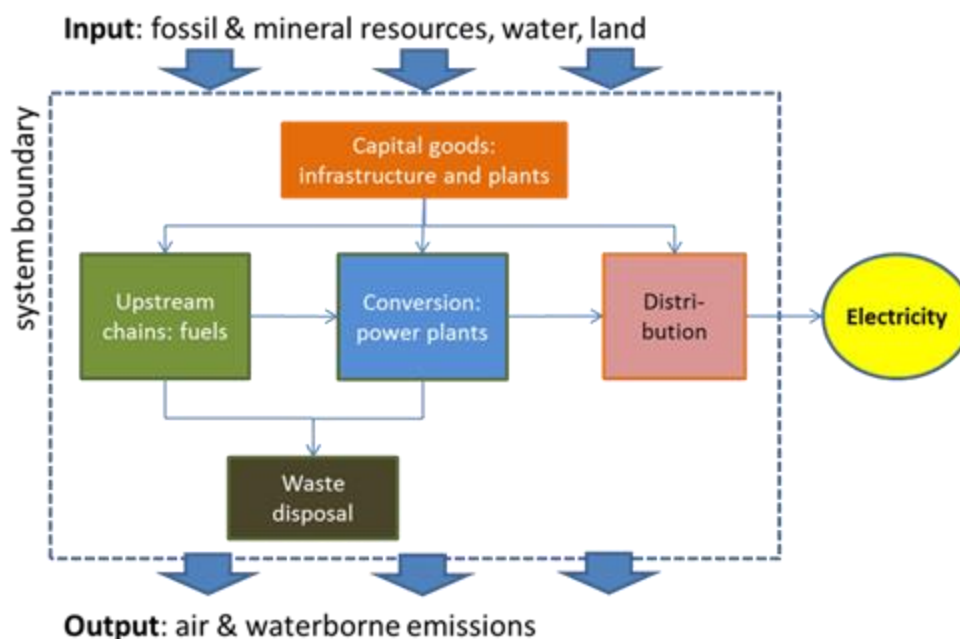 Input: fossil & mineral resources, water, land
system boundary
Capital goods:
infrastructure and plants
Upstream
chains: fuels
Conversion:
power plants
Distri-
bution
Electricity
Waste
disposal
Output: air & waterborne emissions